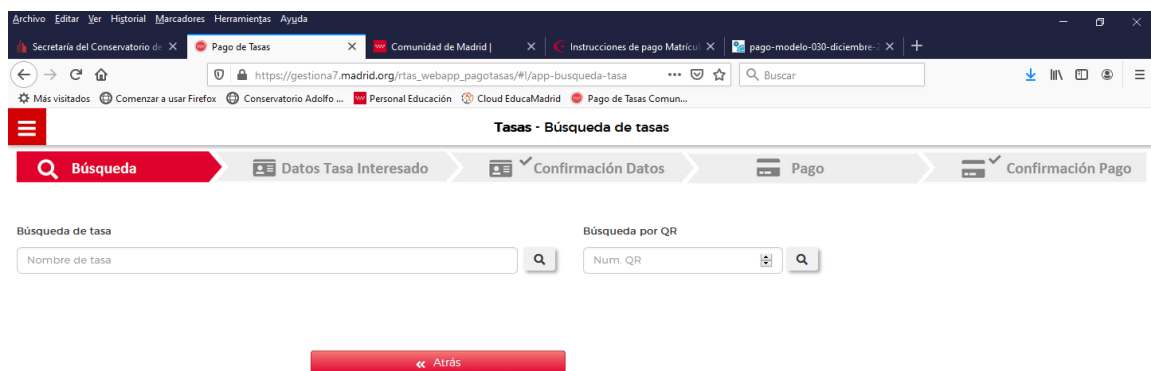 Archivo Editar Ver Historial Marcadores Herramientas Ayuda
Secretaría del Conservatorio de Pago de Tasas Comunidad de Madrid | Instrucciones de pago Matrícul pago-modelo-030-diciembre-2
https://gestiona7.madrid.org/rtas_webapp_pagotasas/#!/app-busqueda-tasa Buscar
Más visitados Comenzar a usar Firefox Conservatorio Adolfo ... Personal Educación Cloud EducaMadrid Pago de Tasas Comun...
Tasas - Búsqueda de tasas
Búsqueda Datos Tasa Interesado Confirmación Datos Pago Confirmación Pago
Búsqueda de tasa Búsqueda por QR
Nombre de tasa Num. QR
« Atrás